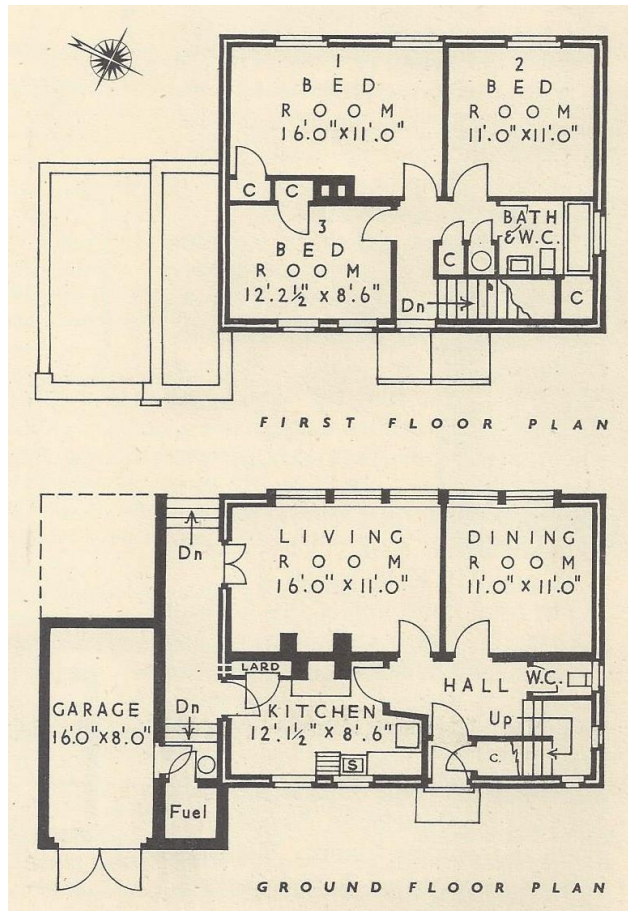 1
BED
ROOM
16'.0" x 11'.0"
2
BED
ROOM
11'.0" x 11'.0"
C
C
3
BED
ROOM
12'.2½" x 8'.6"
BATH
& W.C.
C
C
Dn
FIRST FLOOR PLAN
Dn
LIVING
ROOM
16'.0" x 11'.0"
DINING
ROOM
11'.0" x 11'.0"
LARD
HALL
W.C.
GARAGE
16'.0" x 8'.0"
Dn
KITCHEN
12'.1½" x 8'.6"
Up
S
C.
Fuel
GROUND FLOOR PLAN